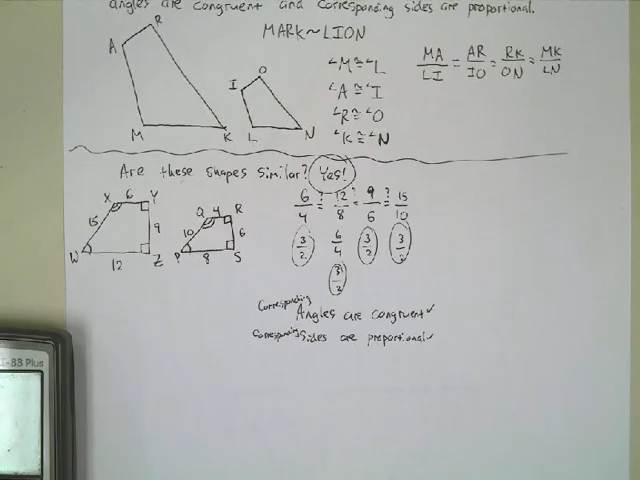 angles are congruent and corresponding sides are proportional.
MARK~LION
A R M K
I O L N
∠M≅∠L
∠A≅∠I
∠R≅∠O
∠K≅∠N
MA/LI = AR/IO = RK/ON = MK/LN
Are these shapes similar? Yes!
X 6 Y
15 9
W 12 Z
Q 4 R
10 6
P 8 S
6/4 ≟ 12/8 ≟ 9/6 ≟ 15/10
3/2 6/4 3/2 3/2
3/2
Corresponding Angles are congruent ✓
Corresponding Sides are proportional ✓
I-83 Plus